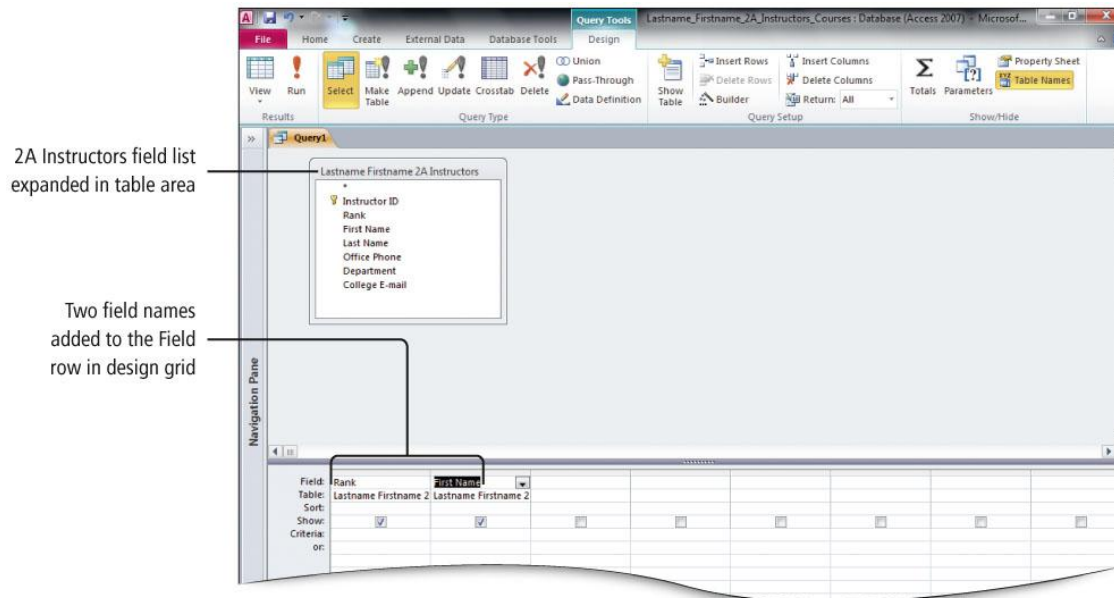 Query Tools
Lastname_Firstname_2A_Instructors_Courses : Database (Access 2007) - Microsof...
File Home Create External Data Database Tools Design
View
Run
Select
Make Table
Append
Update
Crosstab
Delete
Union
Pass-Through
Data Definition
Show Table
Insert Rows
Delete Rows
Builder
Insert Columns
Delete Columns
Return: All
Totals
Parameters
Property Sheet
Table Names
Results
Query Type
Query Setup
Show/Hide
Query1
2A Instructors field list
expanded in table area
Lastname Firstname 2A Instructors
*
Instructor ID
Rank
First Name
Last Name
Office Phone
Department
College E-mail
Two field names
added to the Field
row in design grid
Navigation Pane
Field: Rank First Name
Table: Lastname Firstname 2 Lastname Firstname 2
Sort:
Show:
Criteria:
or: